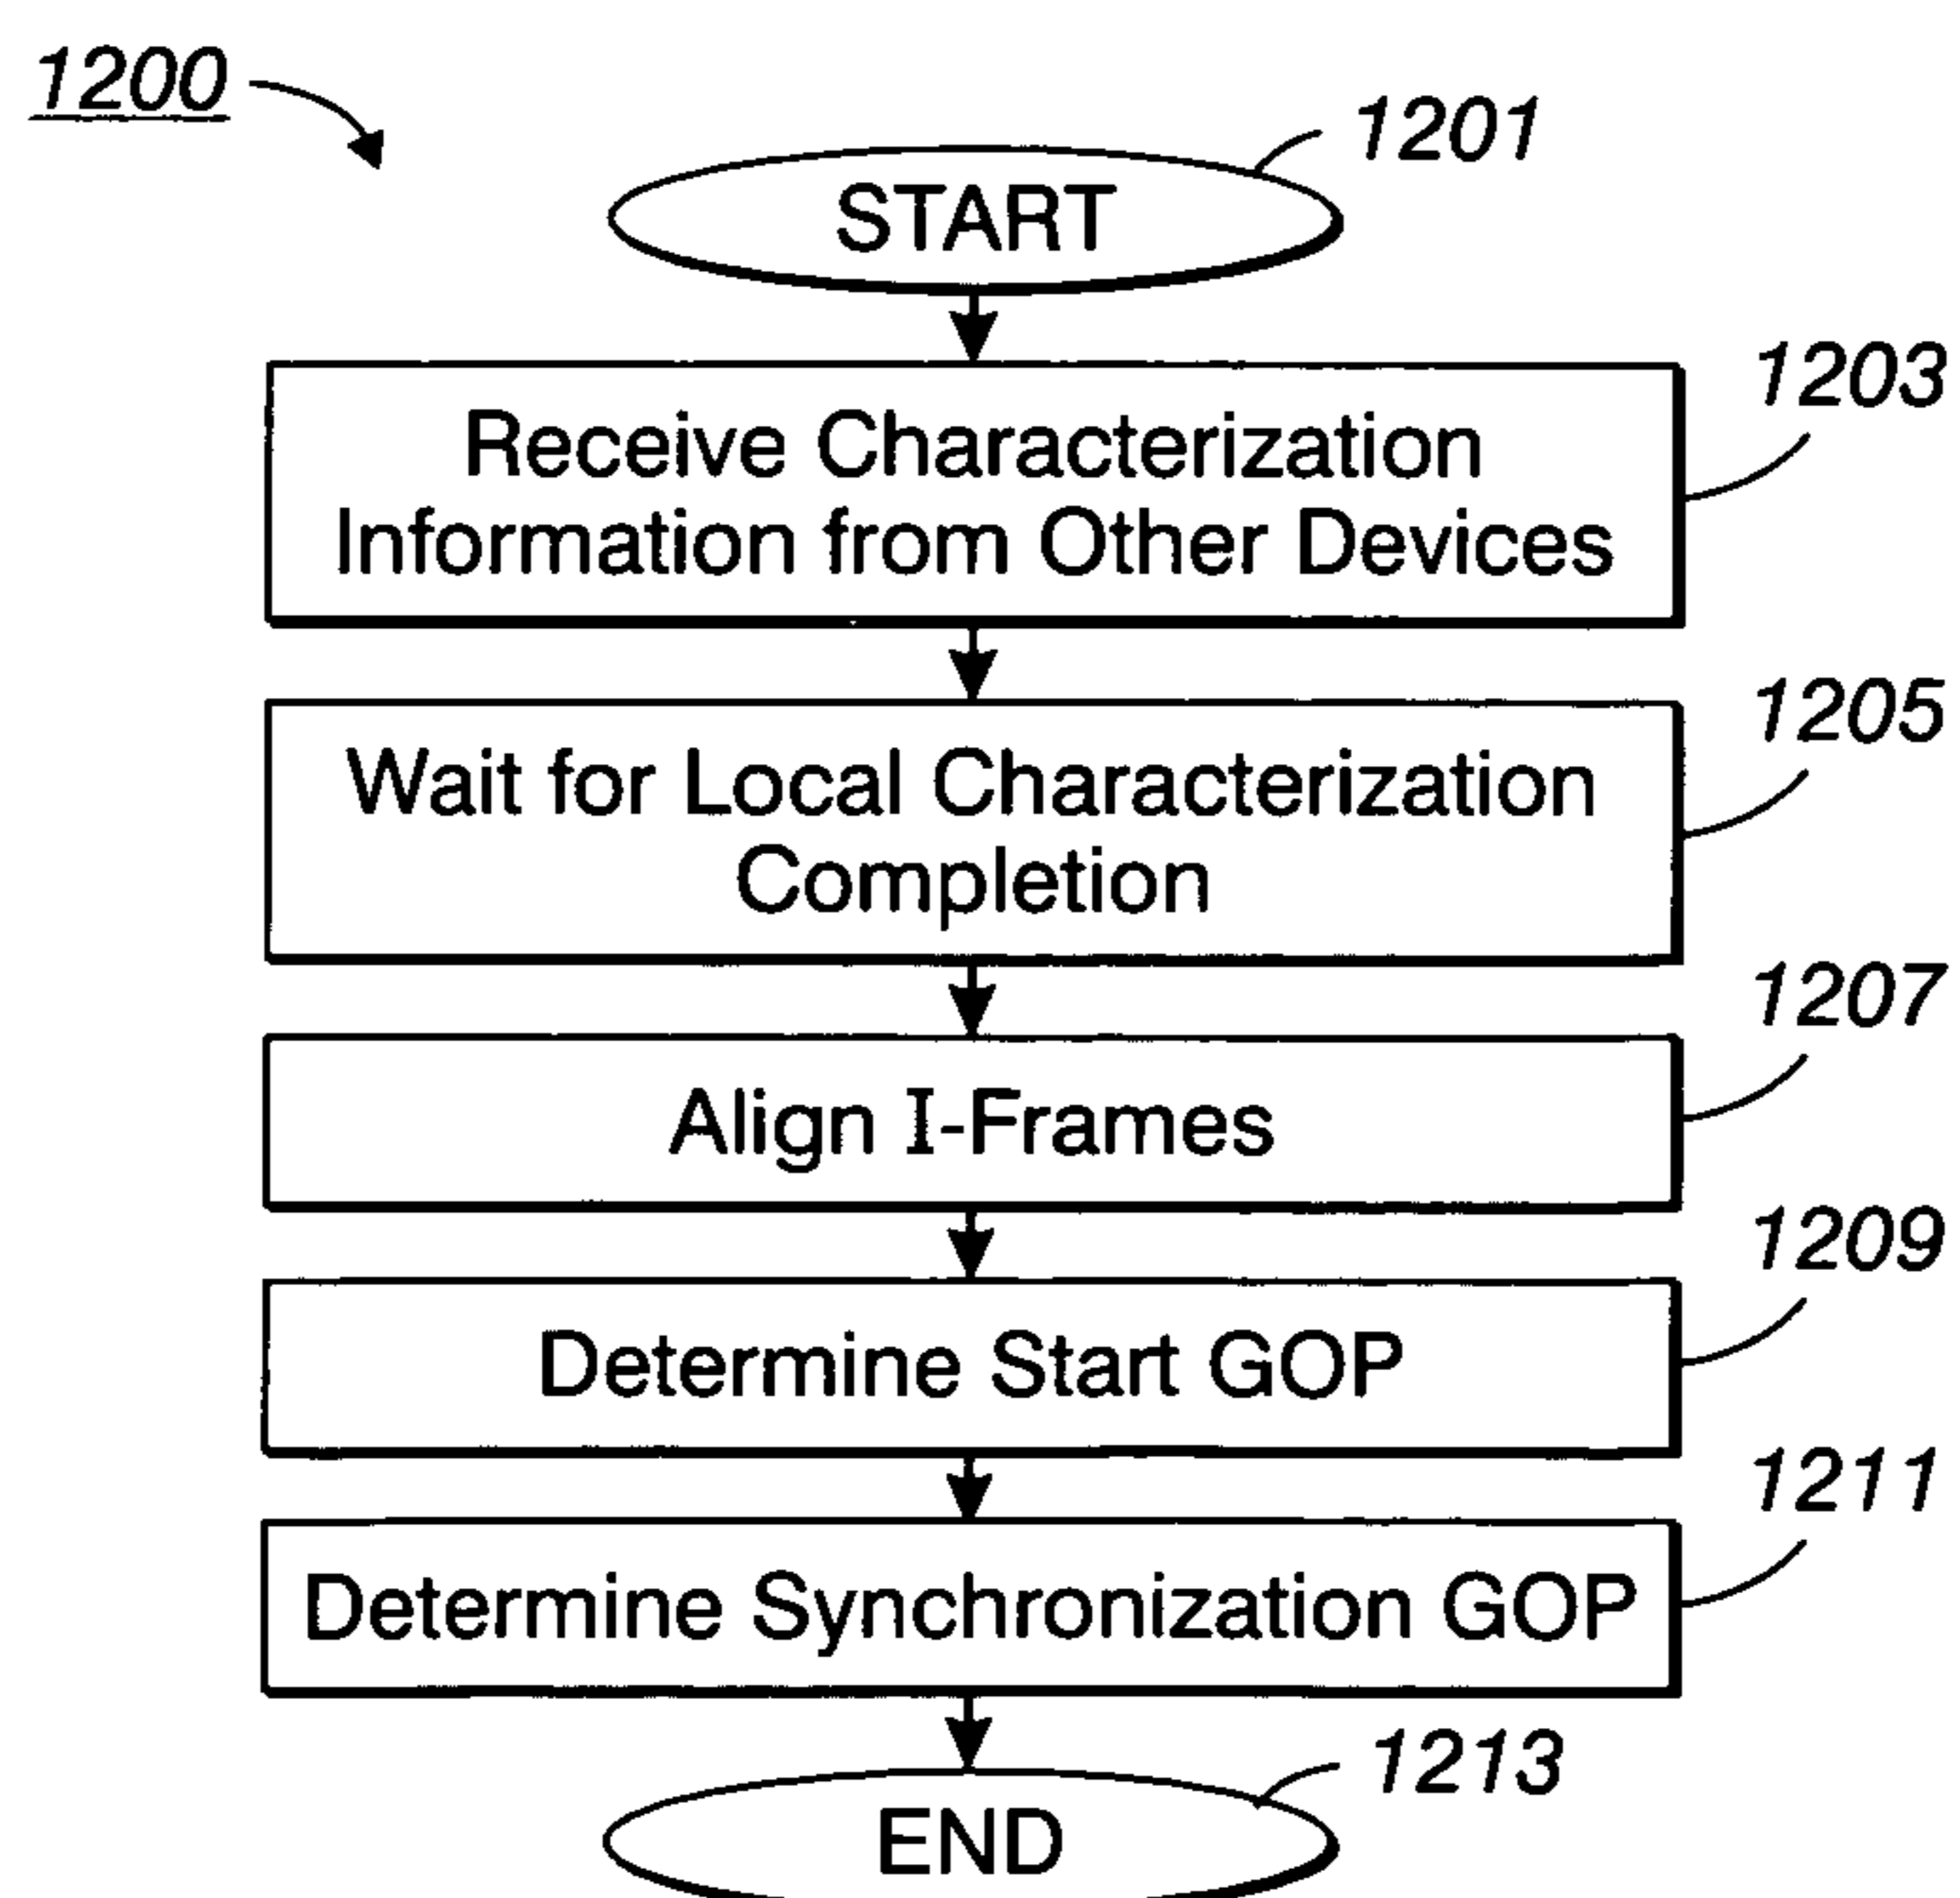 1200
1201
START
1203
Receive Characterization
Information from Other Devices
1205
Wait for Local Characterization
Completion
1207
Align I-Frames
1209
Determine Start GOP
1211
Determine Synchronization GOP
1213
END